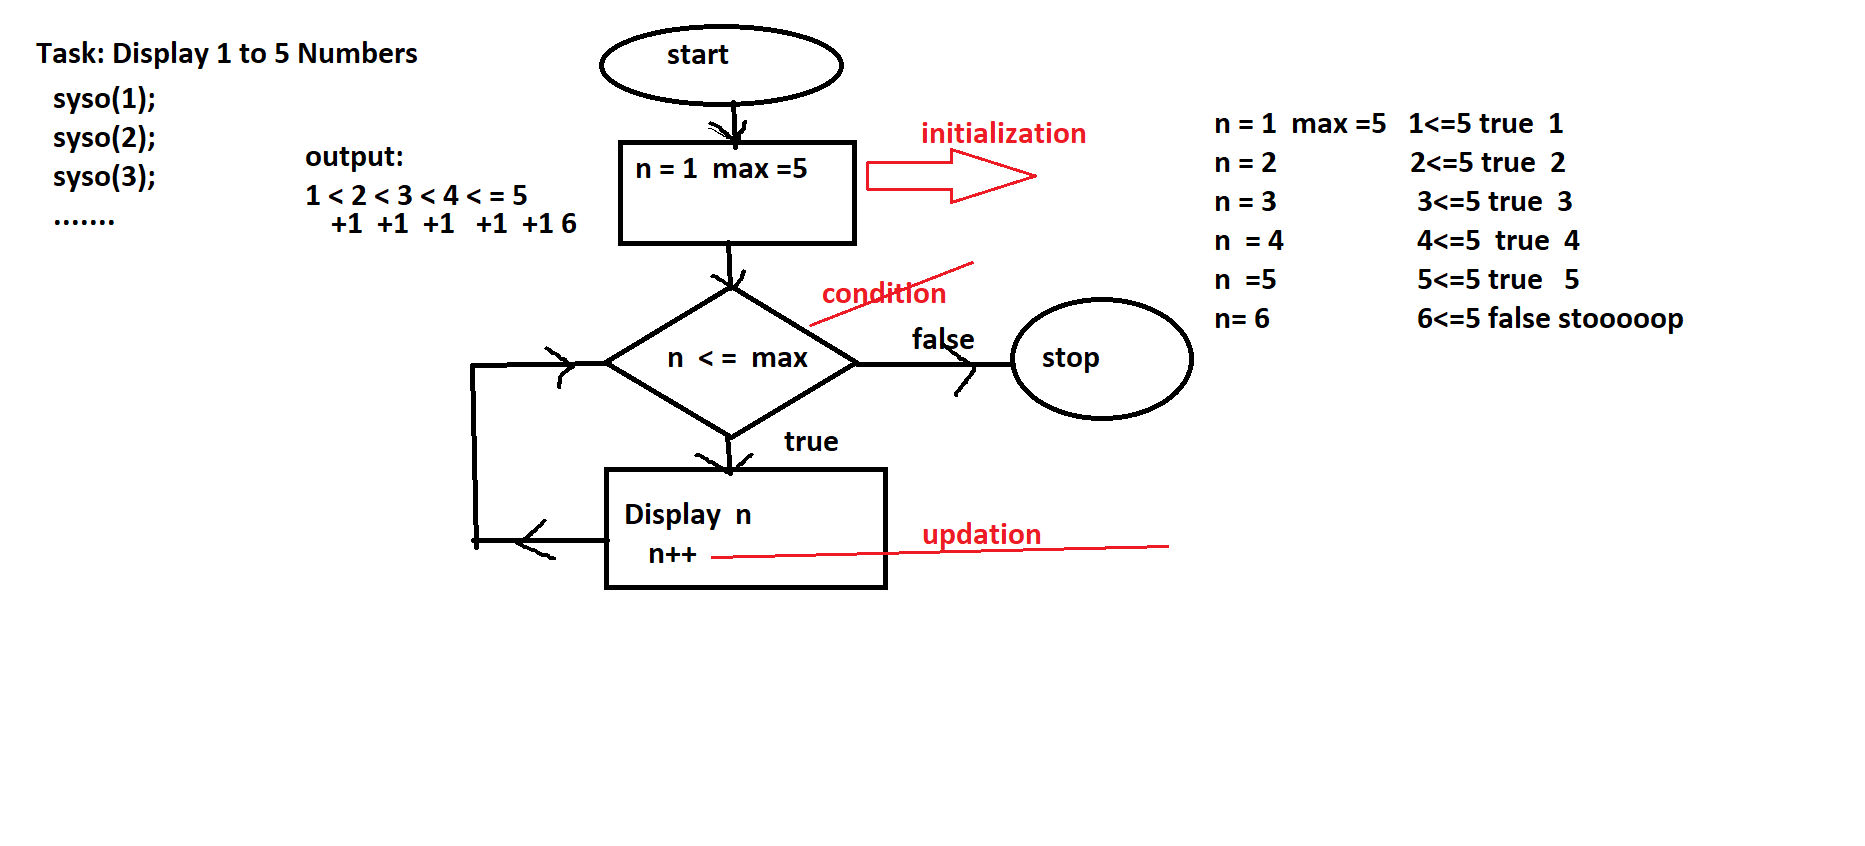 Task: Display 1 to 5 Numbers
syso(1);
syso(2);
syso(3);
.......
output:
1 < 2 < 3 < 4 < = 5
+1 +1 +1 +1 +1 6
start
n = 1 max =5
initialization
condition
n < = max
false
stop
true
Display n
n++
updation
n = 1 max =5 1<=5 true 1
n = 2 2<=5 true 2
n = 3 3<=5 true 3
n = 4 4<=5 true 4
n =5 5<=5 true 5
n= 6 6<=5 false stooooop